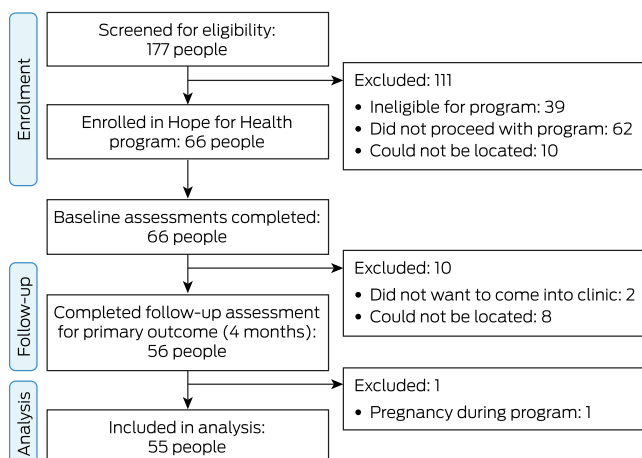 Enrolment
Screened for eligibility:
177 people
Excluded: 111
• Ineligible for program: 39
• Did not proceed with program: 62
• Could not be located: 10
Enrolled in Hope for Health
program: 66 people
Baseline assessments completed:
66 people
Follow-up
Excluded: 10
• Did not want to come into clinic: 2
• Could not be located: 8
Completed follow-up assessment
for primary outcome (4 months):
56 people
Analysis
Excluded: 1
• Pregnancy during program: 1
Included in analysis:
55 people